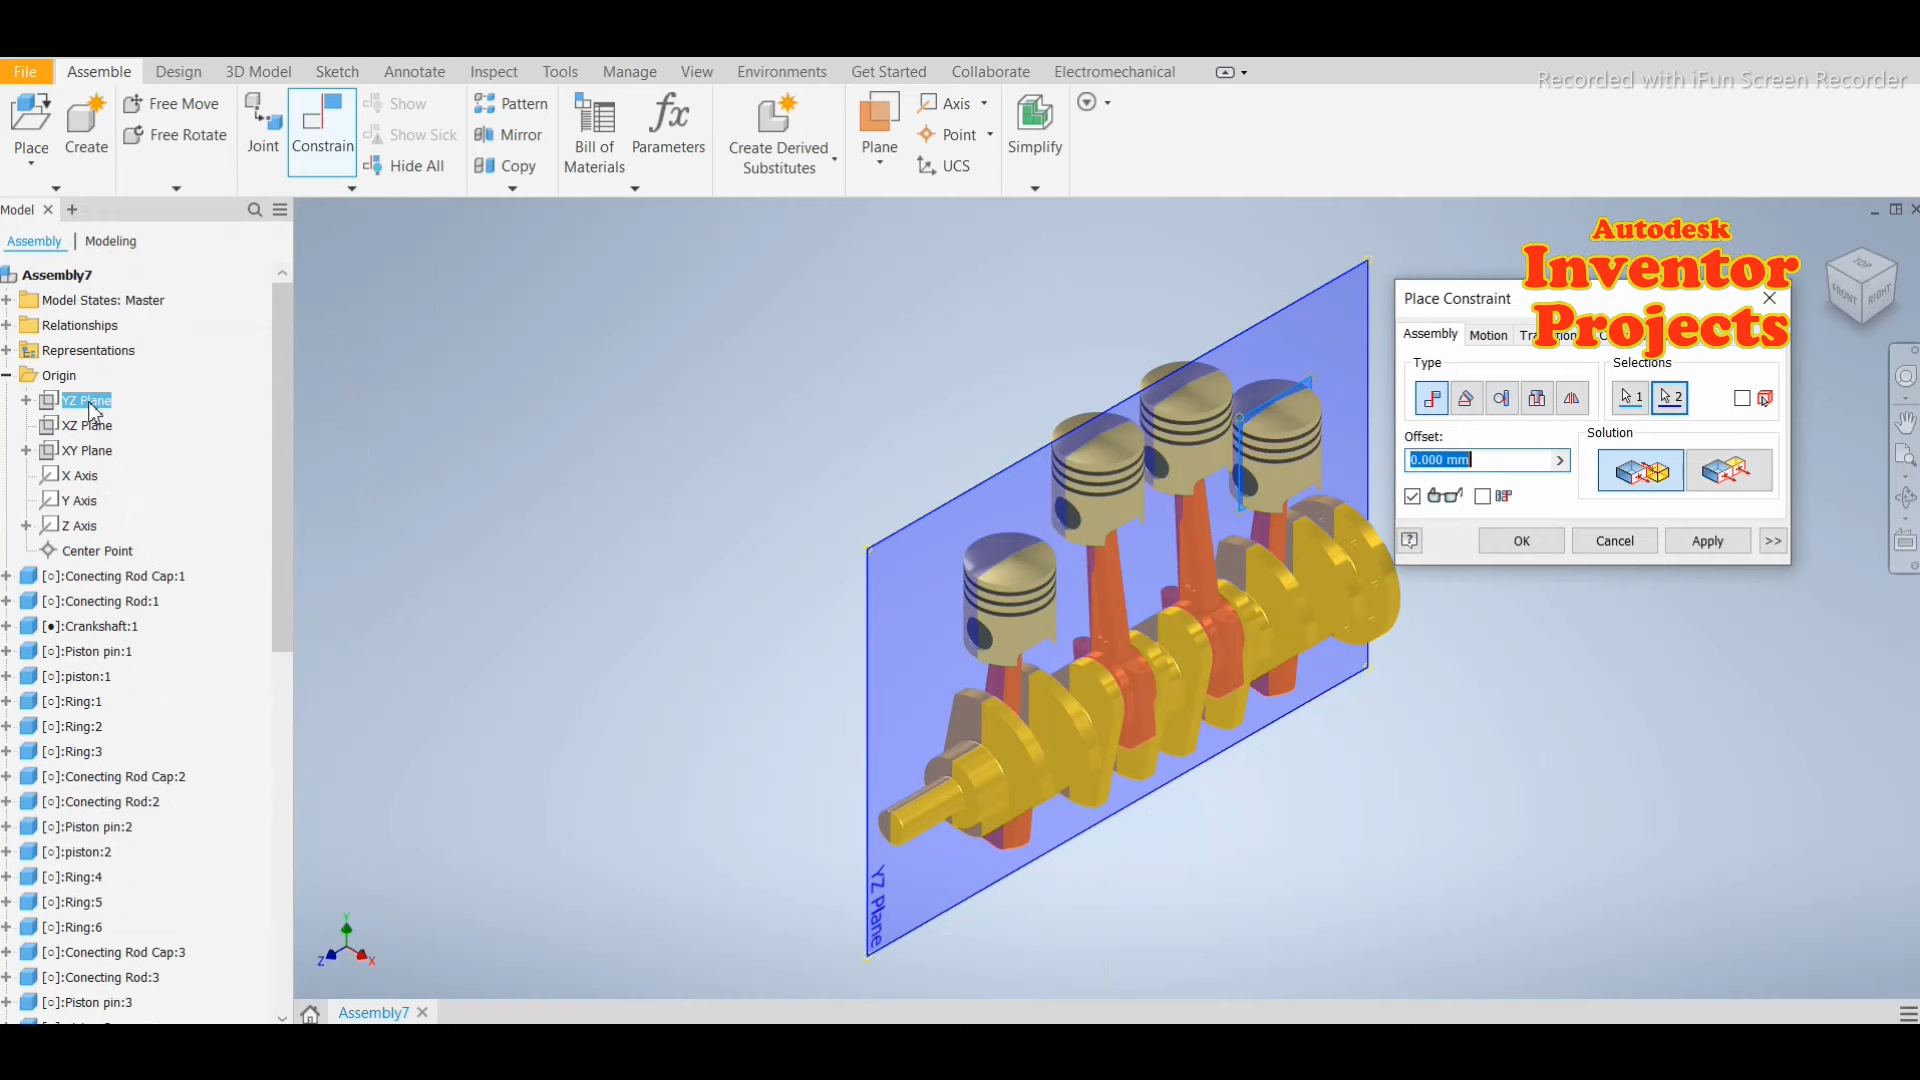 File Assemble Design 3D Model Sketch Annotate Inspect Tools Manage View Environments Get Started Collaborate Electromechanical
Recorded with iFun Screen Recorder
Place
Create
Free Move
Free Rotate
Joint
Constrain
Show
Show Sick
Hide All
Pattern
Mirror
Copy
Bill of
Materials
fx
Parameters
Create Derived
Substitutes
Plane
Axis
Point
UCS
Simplify
Model
Assembly | Modeling
Assembly7
Model States: Master
Relationships
Representations
Origin
YZ Plane
XZ Plane
XY Plane
X Axis
Y Axis
Z Axis
Center Point
[○]:Conecting Rod Cap:1
[○]:Conecting Rod:1
[●]:Crankshaft:1
[○]:Piston pin:1
[○]:piston:1
[○]:Ring:1
[○]:Ring:2
[○]:Ring:3
[○]:Conecting Rod Cap:2
[○]:Conecting Rod:2
[○]:Piston pin:2
[○]:piston:2
[○]:Ring:4
[○]:Ring:5
[○]:Ring:6
[○]:Conecting Rod Cap:3
[○]:Conecting Rod:3
[○]:Piston pin:3
YZ Plane
Y
Z
X
Autodesk
Inventor
Projects
TOP
FRONT
RIGHT
Place Constraint
Assembly Motion
Type
Selections
1
2
Offset:
0.000 mm
Solution
OK
Cancel
Apply
>>
Assembly7